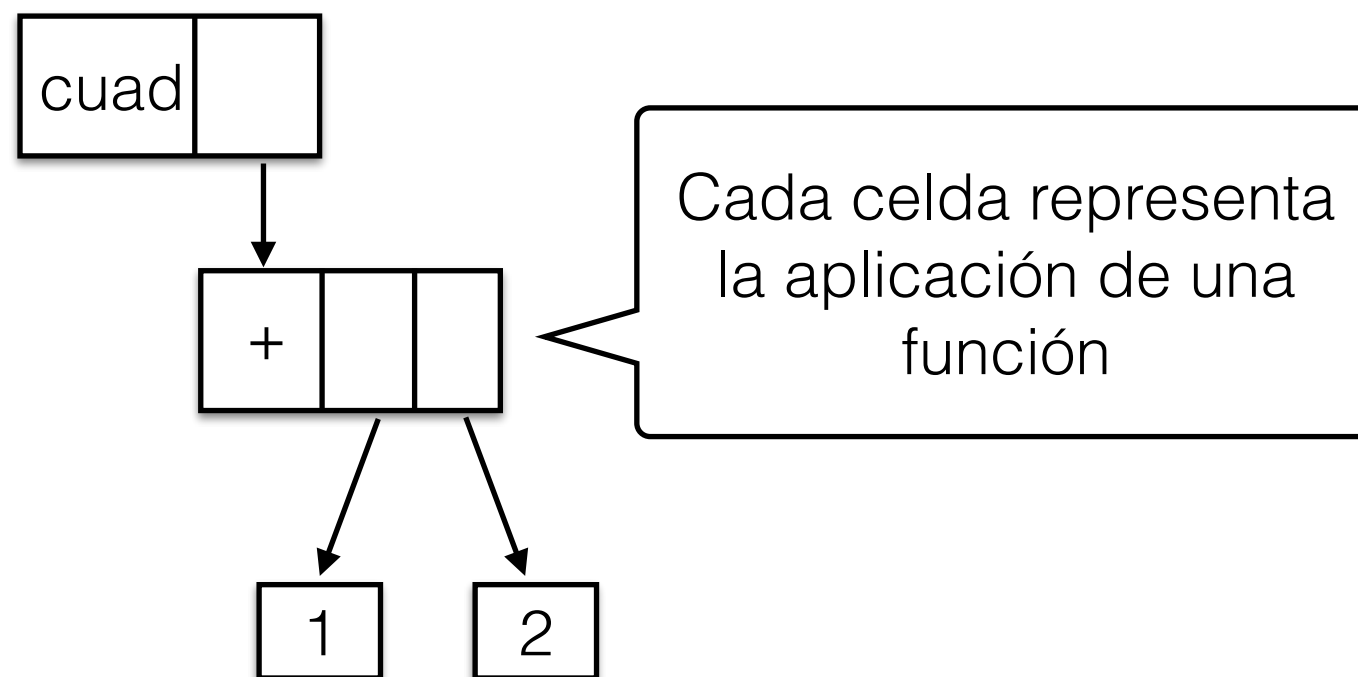 cuad
Cada celda representa
la aplicación de una
función
+
1
2